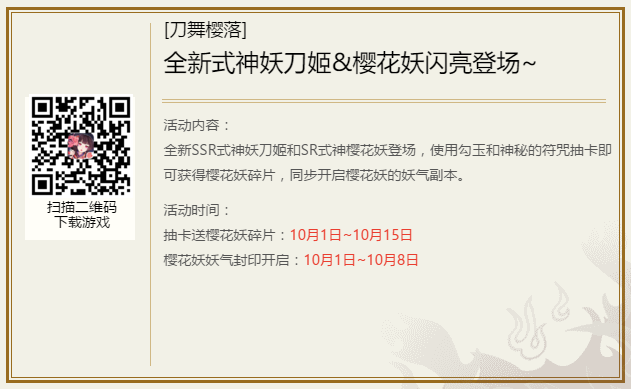 [刀舞樱落]
全新式神妖刀姬&樱花妖闪亮登场~
活动内容：
全新SSR式神妖刀姬和SR式神樱花妖登场，使用勾玉和神秘的符咒抽卡即
可获得樱花妖碎片，同步开启樱花妖的妖气副本。
活动时间：
抽卡送樱花妖碎片：10月1日~10月15日
樱花妖妖气封印开启：10月1日~10月8日
扫描二维码
下载游戏